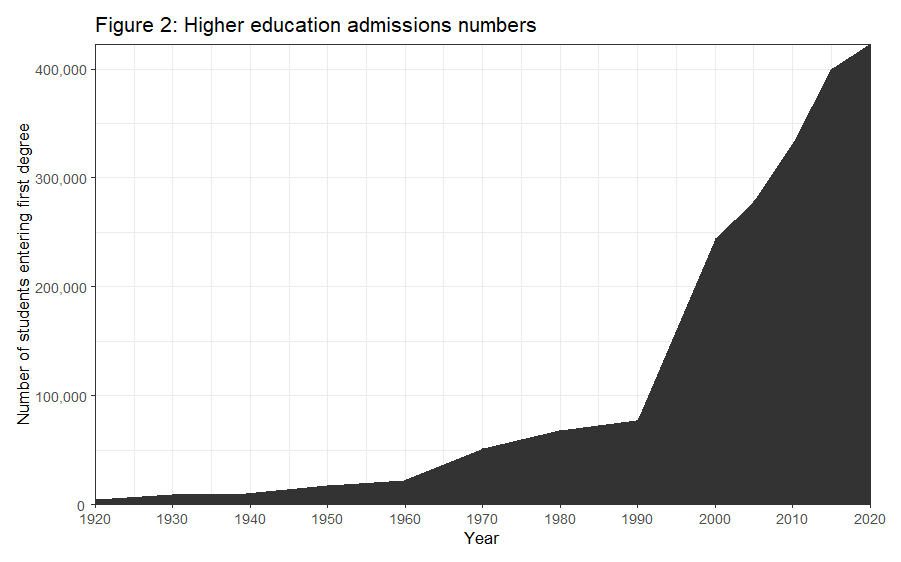 Figure 2: Higher education admissions numbers
Number of students entering first degree
400,000
300,000
200,000
100,000
0
1920 1930 1940 1950 1960 1970 1980 1990 2000 2010 2020
Year